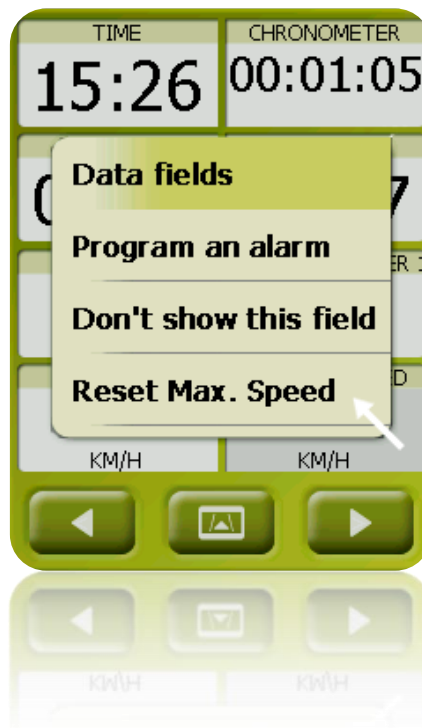 TIME
CHRONOMETER
15:26
00:01:05
Data fields
Program an alarm
Don't show this field
Reset Max. Speed
KM/H
KM/H